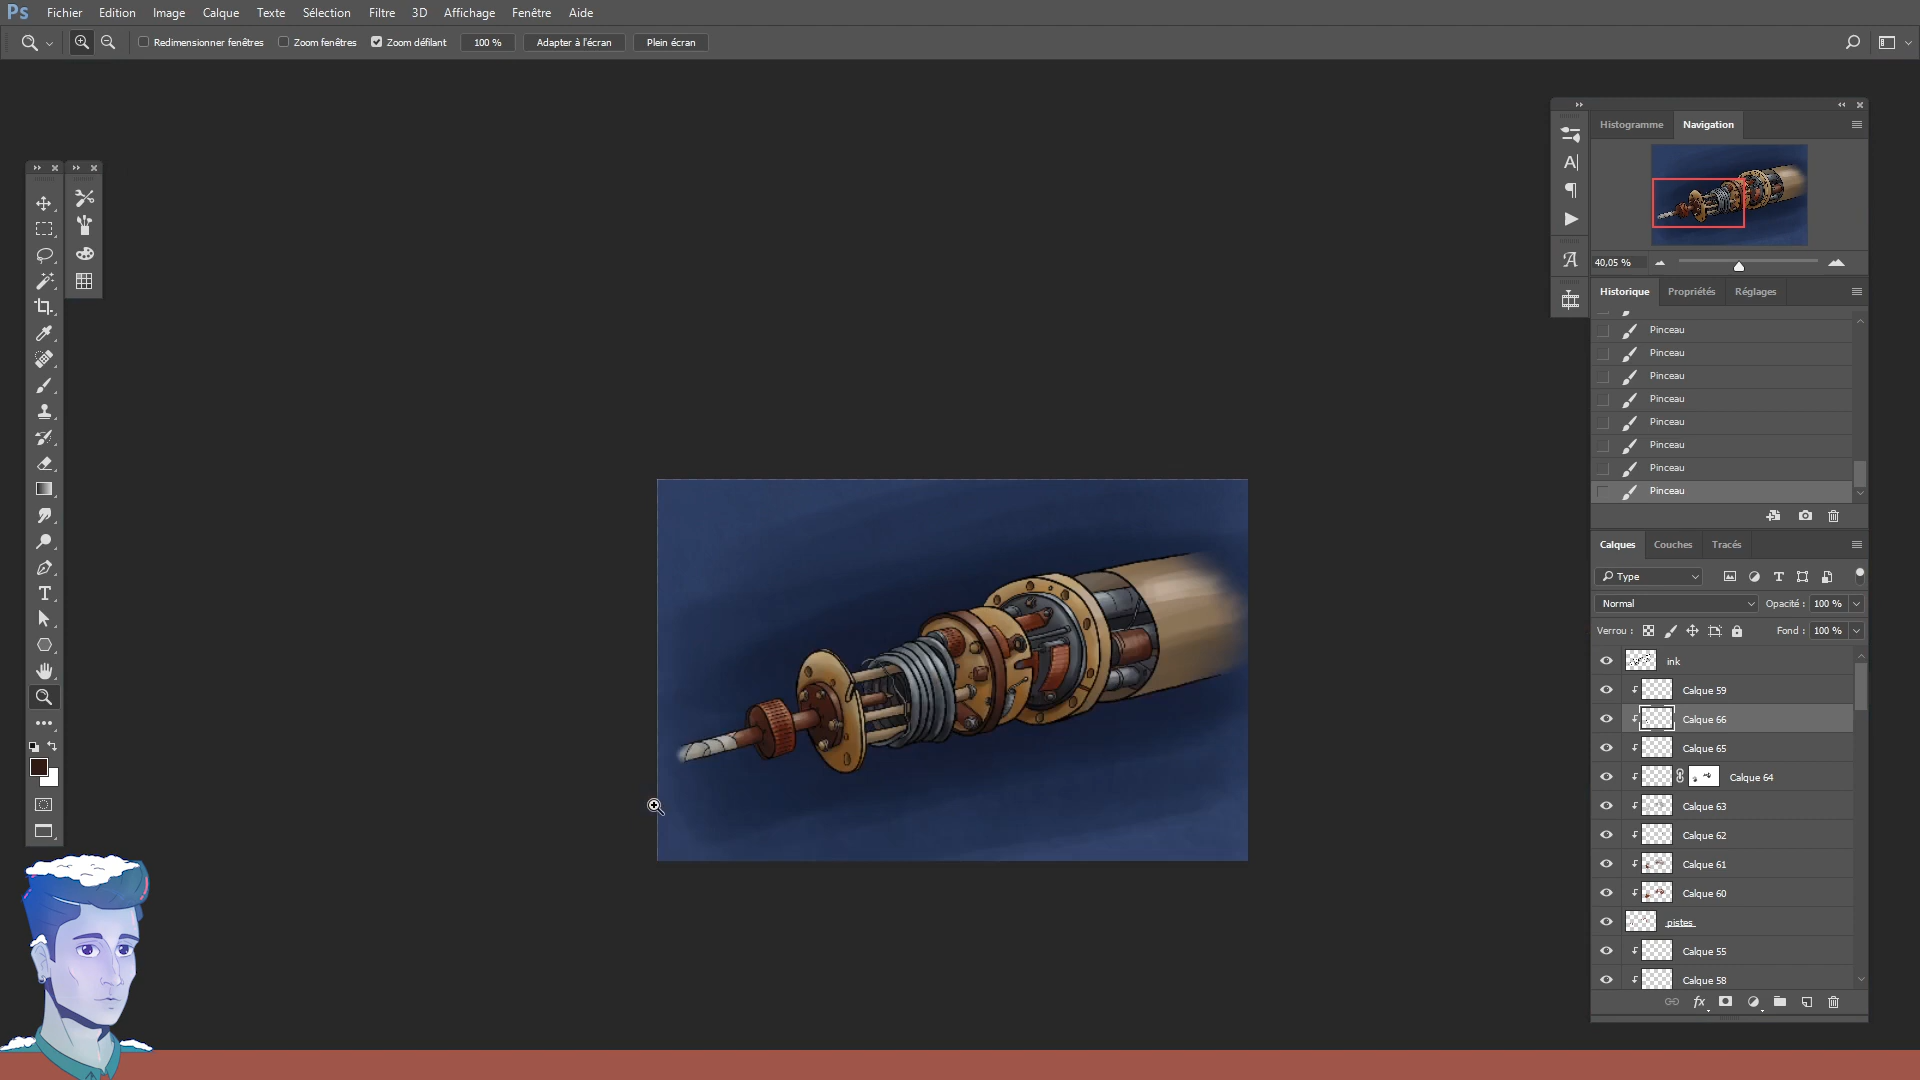 Ps Fichier Edition Image Calque Texte Sélection Filtre 3D Affichage Fenêtre Aide
Redimensionner fenêtres Zoom fenêtres Zoom défilant 100 % Adapter à l'écran Plein écran
Histogramme Navigation
40,05 %
Historique Propriétés Réglages
Pinceau
Pinceau
Pinceau
Pinceau
Pinceau
Pinceau
Pinceau
Pinceau
Calques Couches Tracés
Type
Normal Opacité : 100 %
Verrou : Fond : 100 %
ink
Calque 59
Calque 66
Calque 65
Calque 64
Calque 63
Calque 62
Calque 61
Calque 60
pistes
Calque 55
Calque 58
fx